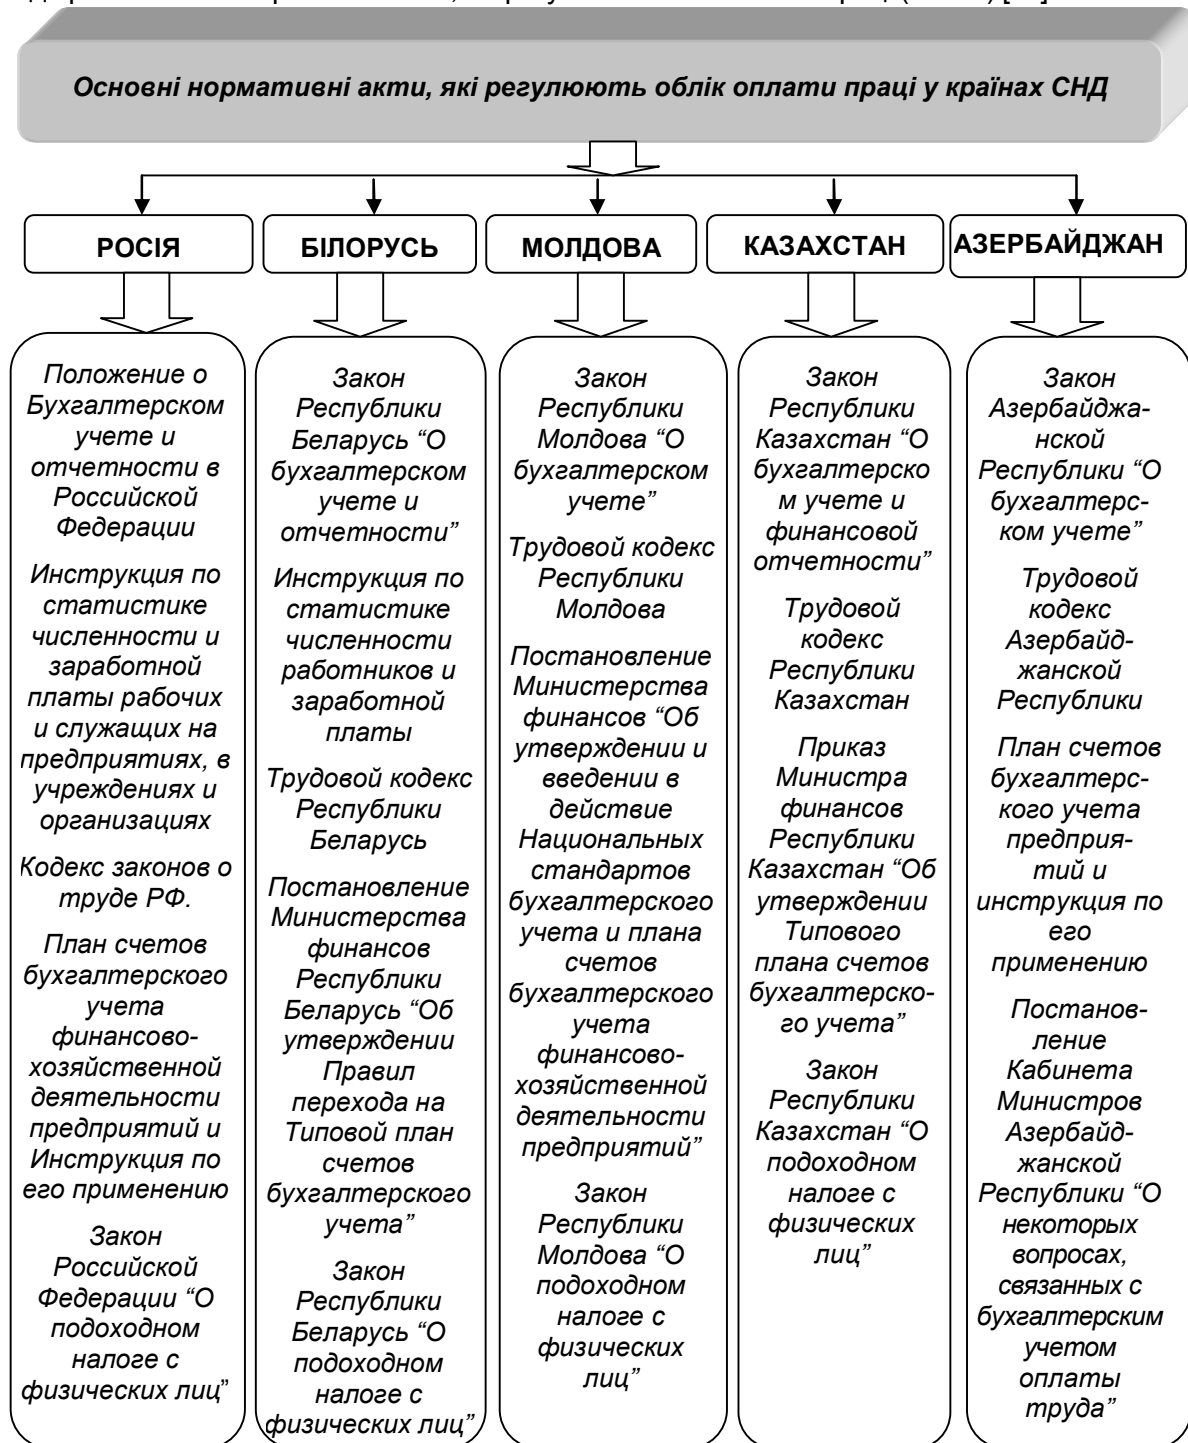 Основні нормативні акти, які регулюють облік оплати праці у країнах СНД
РОСІЯ
БІЛОРУСЬ
МОЛДОВА
КАЗАХСТАН
АЗЕРБАЙДЖАН
Положение о
Бухгалтерском
учете и
отчетности в
Российской
Федерации
Инструкция по
статистике
численности и
заработной
платы рабочих
и служащих на
предприятиях, в
учреждениях и
организациях
Кодекс законов о
труде РФ.
План счетов
бухгалтерского
учета
финансово-
хозяйственной
деятельности
предприятий и
Инструкция по
его применению
Закон
Российской
Федерации “О
подоходном
налоге с
физических лиц”
Закон
Республики
Беларусь “О
бухгалтерском
учете и
отчетности”
Инструкция по
статистике
численности
работников и
заработной
платы
Трудовой кодекс
Республики
Беларусь
Постановление
Министерства
финансов
Республики
Беларусь “Об
утверждении
Правил
перехода на
Типовой план
счетов
бухгалтерского
учета”
Закон
Республики
Беларусь “О
подоходном
налоге с
физических лиц”
Закон
Республики
Молдова “О
бухгалтерском
учете”
Трудовой кодекс
Республики
Молдова
Постановление
Министерства
финансов “Об
утверждении и
введении в
действие
Национальных
стандартов
бухгалтерского
учета и плана
счетов
бухгалтерского
учета
финансово-
хозяйственной
деятельности
предприятий”
Закон
Республики
Молдова “О
подоходном
налоге с
физических
лиц”
Закон
Республики
Казахстан “О
бухгалтерско
м учете и
финансовой
отчетности”
Трудовой
кодекс
Республики
Казахстан
Приказ
Министра
финансов
Республики
Казахстан “Об
утверждении
Типового
плана счетов
бухгалтерско-
го учета”
Закон
Республики
Казахстан “О
подоходном
налоге с
физических
лиц”
Закон
Азербайджа-
нской
Республики “О
бухгалтерс-
ком учете”
Трудовой
кодекс
Азербайд-
жанской
Республики
План счетов
бухгалтерс-
кого учета
предприя-
тий и
инструкция по
его
применению
Постанов-
ление
Кабинета
Министров
Азербайд-
жанской
Республики “О
некоторых
вопросах,
связанных с
бухгалтерским
учетом
оплаты
труда”